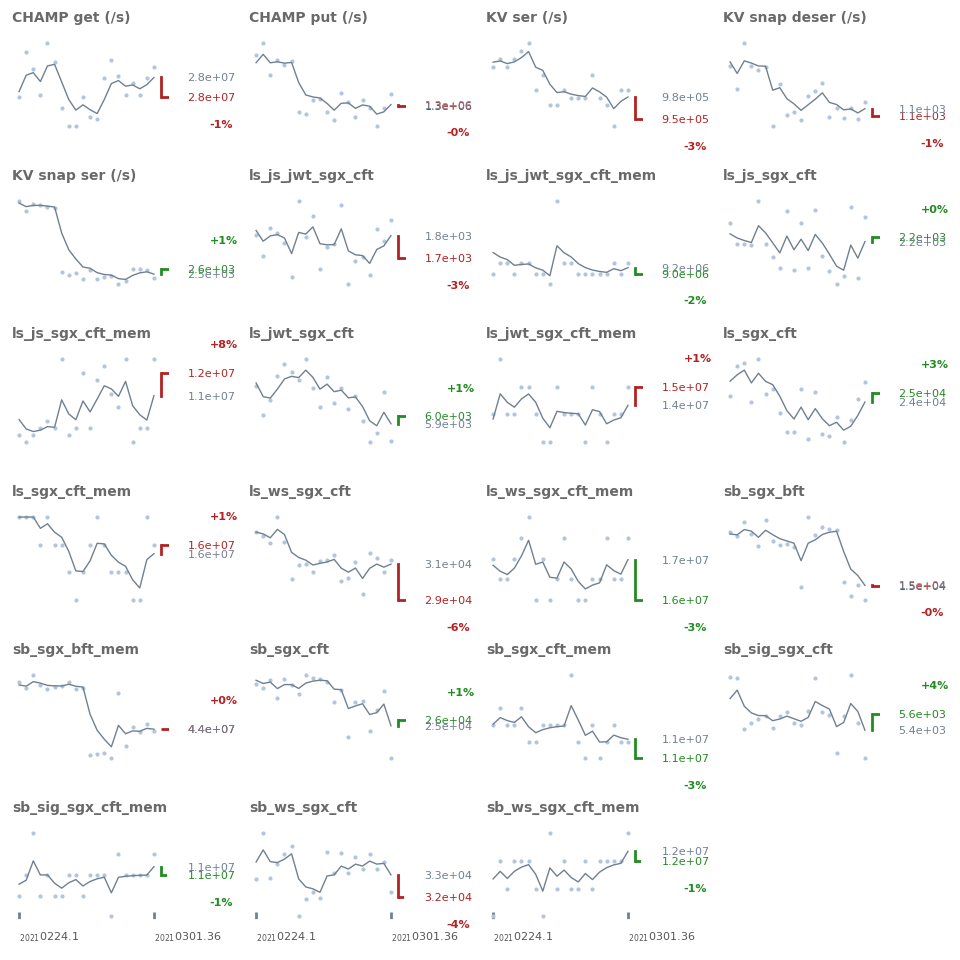 CHAMP get (/s)
2.8e+07
2.8e+07
-1%
CHAMP put (/s)
1.3e+06
-0%
KV ser (/s)
9.8e+05
9.5e+05
-3%
KV snap deser (/s)
1.1e+03
1.1e+03
-1%
KV snap ser (/s)
+1%
2.6e+03
2.5e+03
ls_js_jwt_sgx_cft
1.8e+03
1.7e+03
-3%
ls_js_jwt_sgx_cft_mem
9.2e+06
9.0e+06
-2%
ls_js_sgx_cft
+0%
2.2e+03
2.2e+03
ls_js_sgx_cft_mem
+8%
1.2e+07
1.1e+07
ls_jwt_sgx_cft
+1%
6.0e+03
5.9e+03
ls_jwt_sgx_cft_mem
+1%
1.5e+07
1.4e+07
ls_sgx_cft
+3%
2.5e+04
2.4e+04
ls_sgx_cft_mem
+1%
1.6e+07
1.6e+07
ls_ws_sgx_cft
3.1e+04
2.9e+04
-6%
ls_ws_sgx_cft_mem
1.7e+07
1.6e+07
-3%
sb_sgx_bft
1.5e+04
-0%
sb_sgx_bft_mem
+0%
4.4e+07
sb_sgx_cft
+1%
2.6e+04
2.5e+04
sb_sgx_cft_mem
1.1e+07
1.1e+07
-3%
sb_sig_sgx_cft
+4%
5.6e+03
5.4e+03
sb_sig_sgx_cft_mem
1.1e+07
1.1e+07
-1%
2021 0224.1
2021 0301.36
sb_ws_sgx_cft
3.3e+04
3.2e+04
-4%
2021 0224.1
2021 0301.36
sb_ws_sgx_cft_mem
1.2e+07
1.2e+07
-1%
2021 0224.1
2021 0301.36